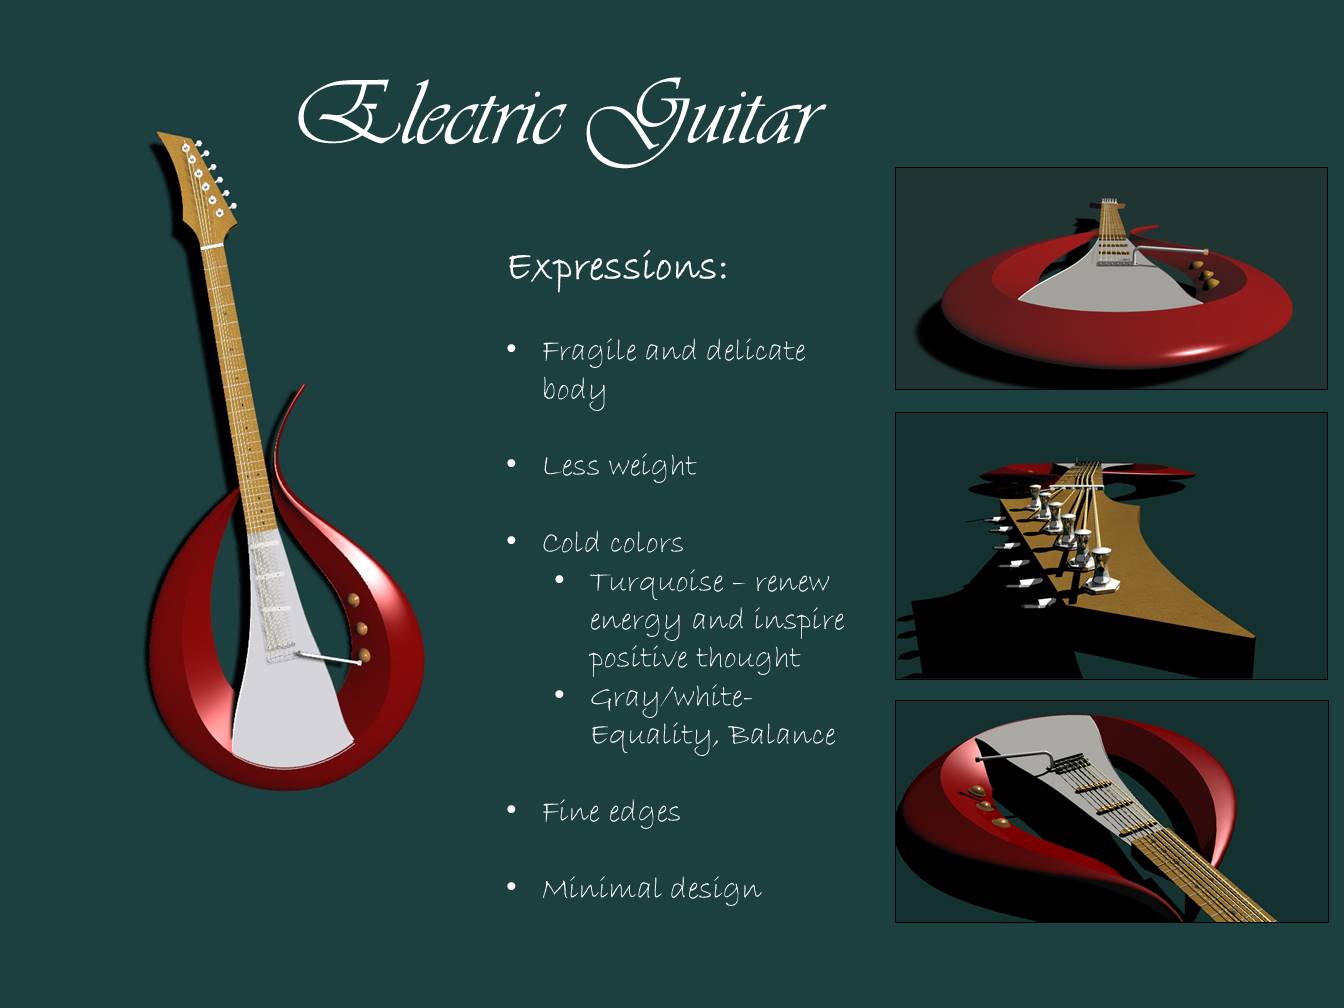 Electric Guitar
Expressions:
• Fragile and delicate
body
• Less weight
• Cold colors
• Turquoise – renew
energy and inspire
positive thought
• Gray/white-
Equality, Balance
• Fine edges
• Minimal design